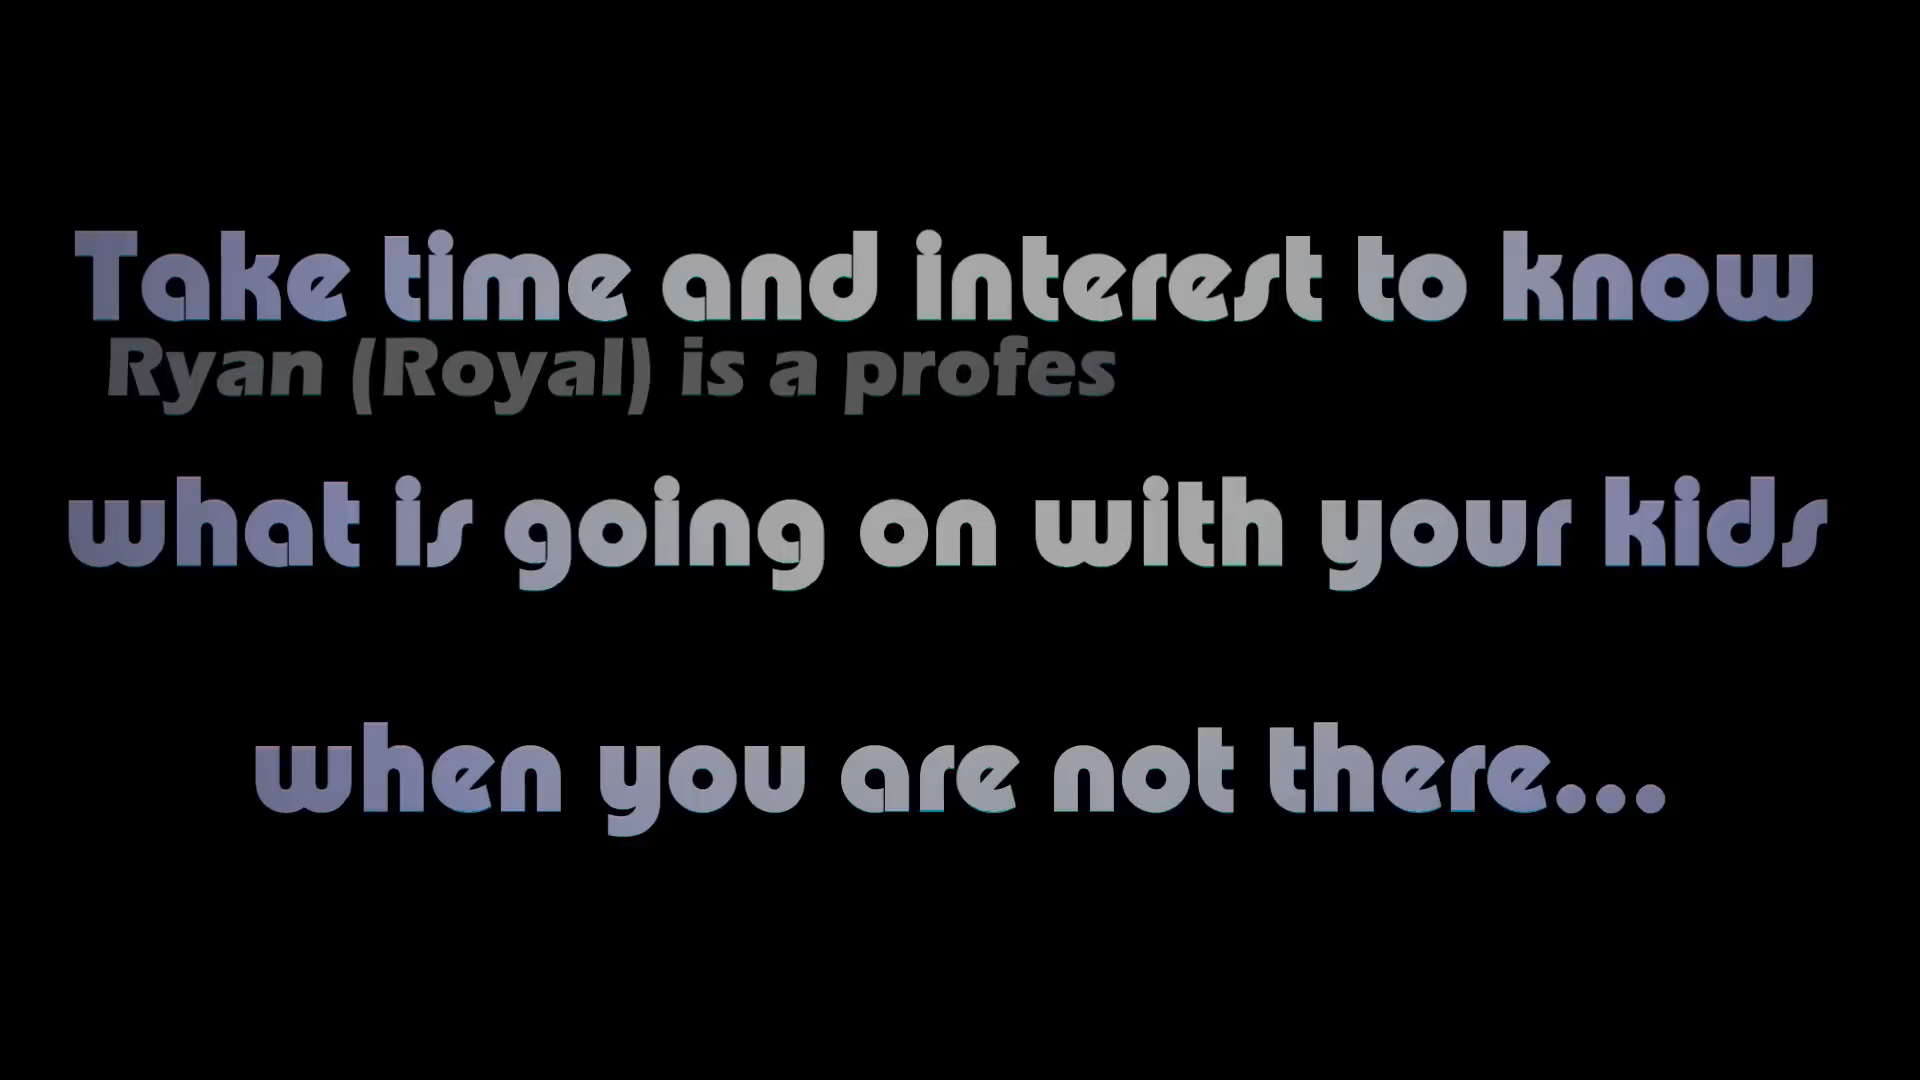 Take time and interest to know
Ryan (Royal) is a profes
what is going on with your kids
when you are not there...